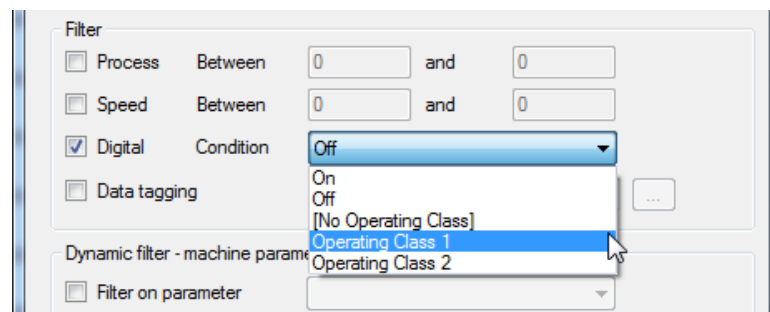 Filter
Process Between 0 and 0
Speed Between 0 and 0
Digital Condition Off
On
Data tagging ...
Off
[No Operating Class]
Operating Class 1
Dynamic filter - machine parame
Operating Class 2
Filter on parameter